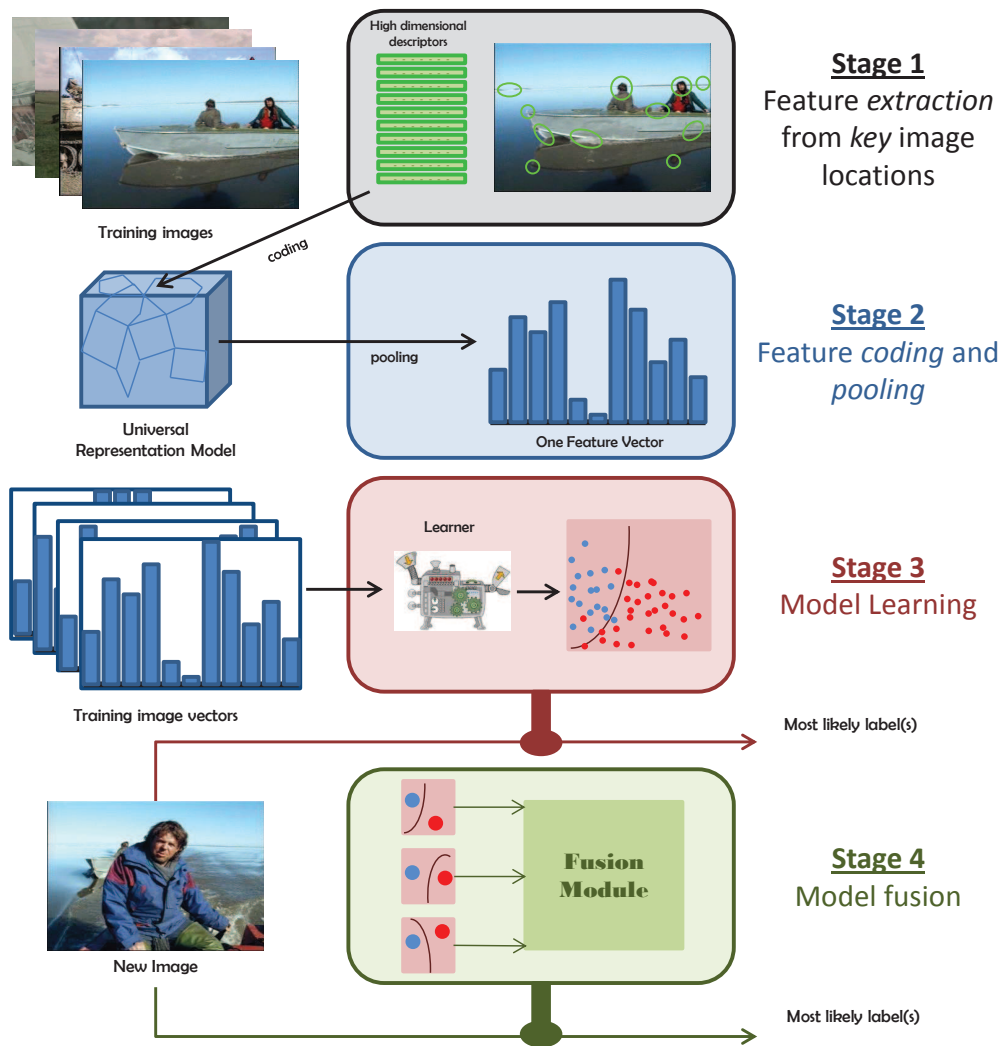 High dimensional
descriptors
Stage 1
Feature extraction
from key image
locations
Training images
coding
Stage 2
Feature coding and
pooling
pooling
Universal
Representation Model
One Feature Vector
Learner
Stage 3
Model Learning
Training image vectors
Most likely label(s)
Fusion
Module
Stage 4
Model fusion
New Image
Most likely label(s)